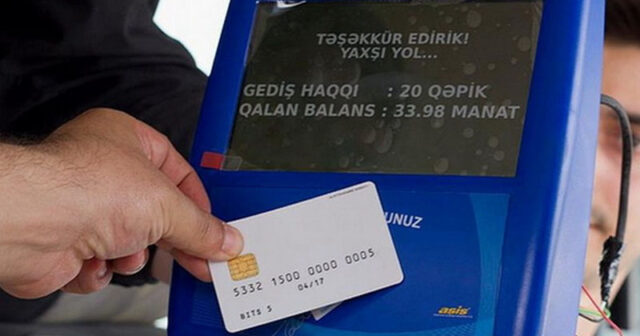 TƏŞƏKKÜR EDİRİK!
YAXŞI YOL...
GEDİŞ HAQQI : 20 QƏPİK
QALAN BALANS : 33.98 MANAT
UNUZ
5332 1500 0000 0005
04/17
BITS 5
asis